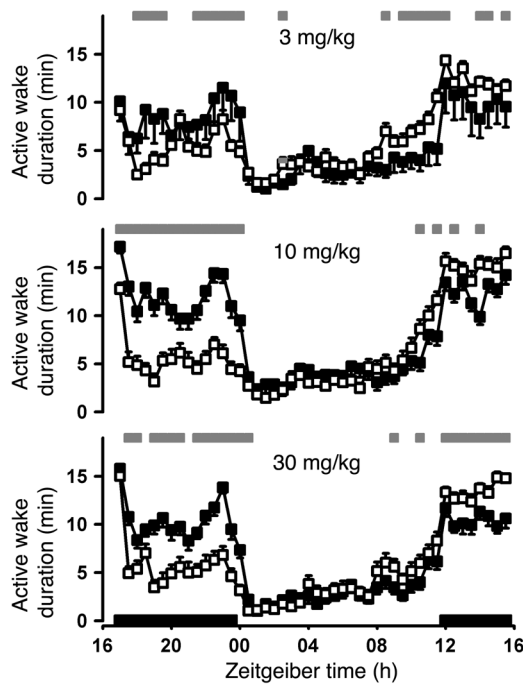 3 mg/kg
Active wake
duration (min)
15
10
5
0
10 mg/kg
Active wake
duration (min)
15
10
5
0
30 mg/kg
Active wake
duration (min)
15
10
5
0
16 20 00 04 08 12 16
Zeitgeiber time (h)